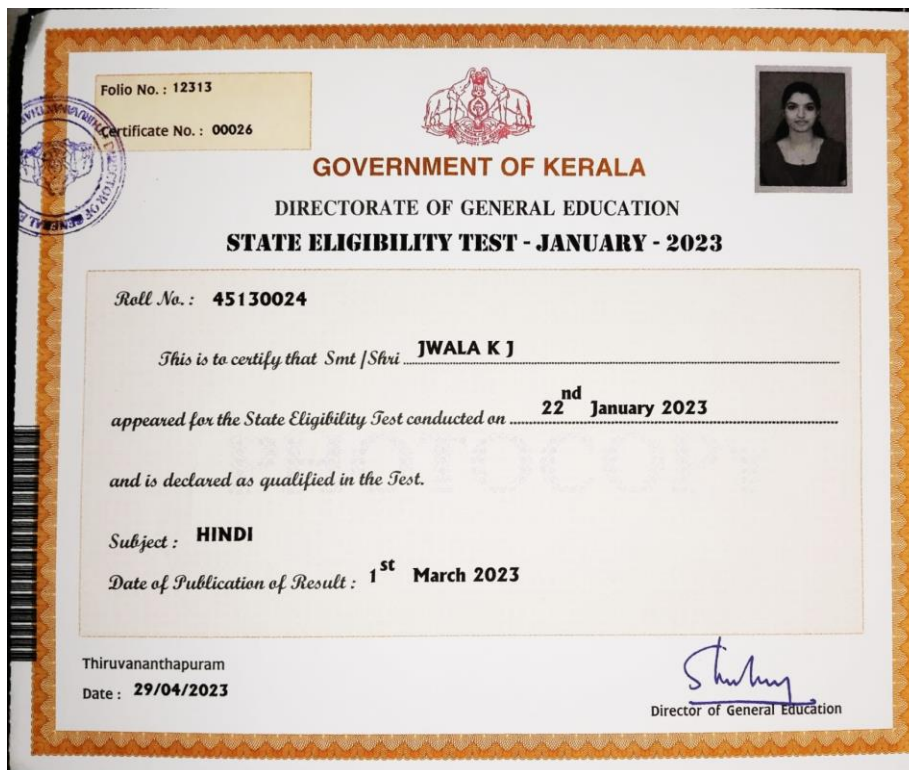 Folio No. : 12313
Certificate No. : 00026
GOVERNMENT OF KERALA
DIRECTORATE OF GENERAL EDUCATION
STATE ELIGIBILITY TEST - JANUARY - 2023
Roll No. : 45130024
This is to certify that Smt / Shri JWALA K J
appeared for the State Eligibility Test conducted on 22nd January 2023
and is declared as qualified in the Test.
Subject : HINDI
Date of Publication of Result : 1st March 2023
Thiruvananthapuram
Date : 29/04/2023
Director of General Education